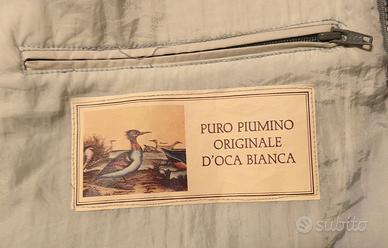 PURO PIUMINO
ORIGINALE
D'OCA BIANCA
subito